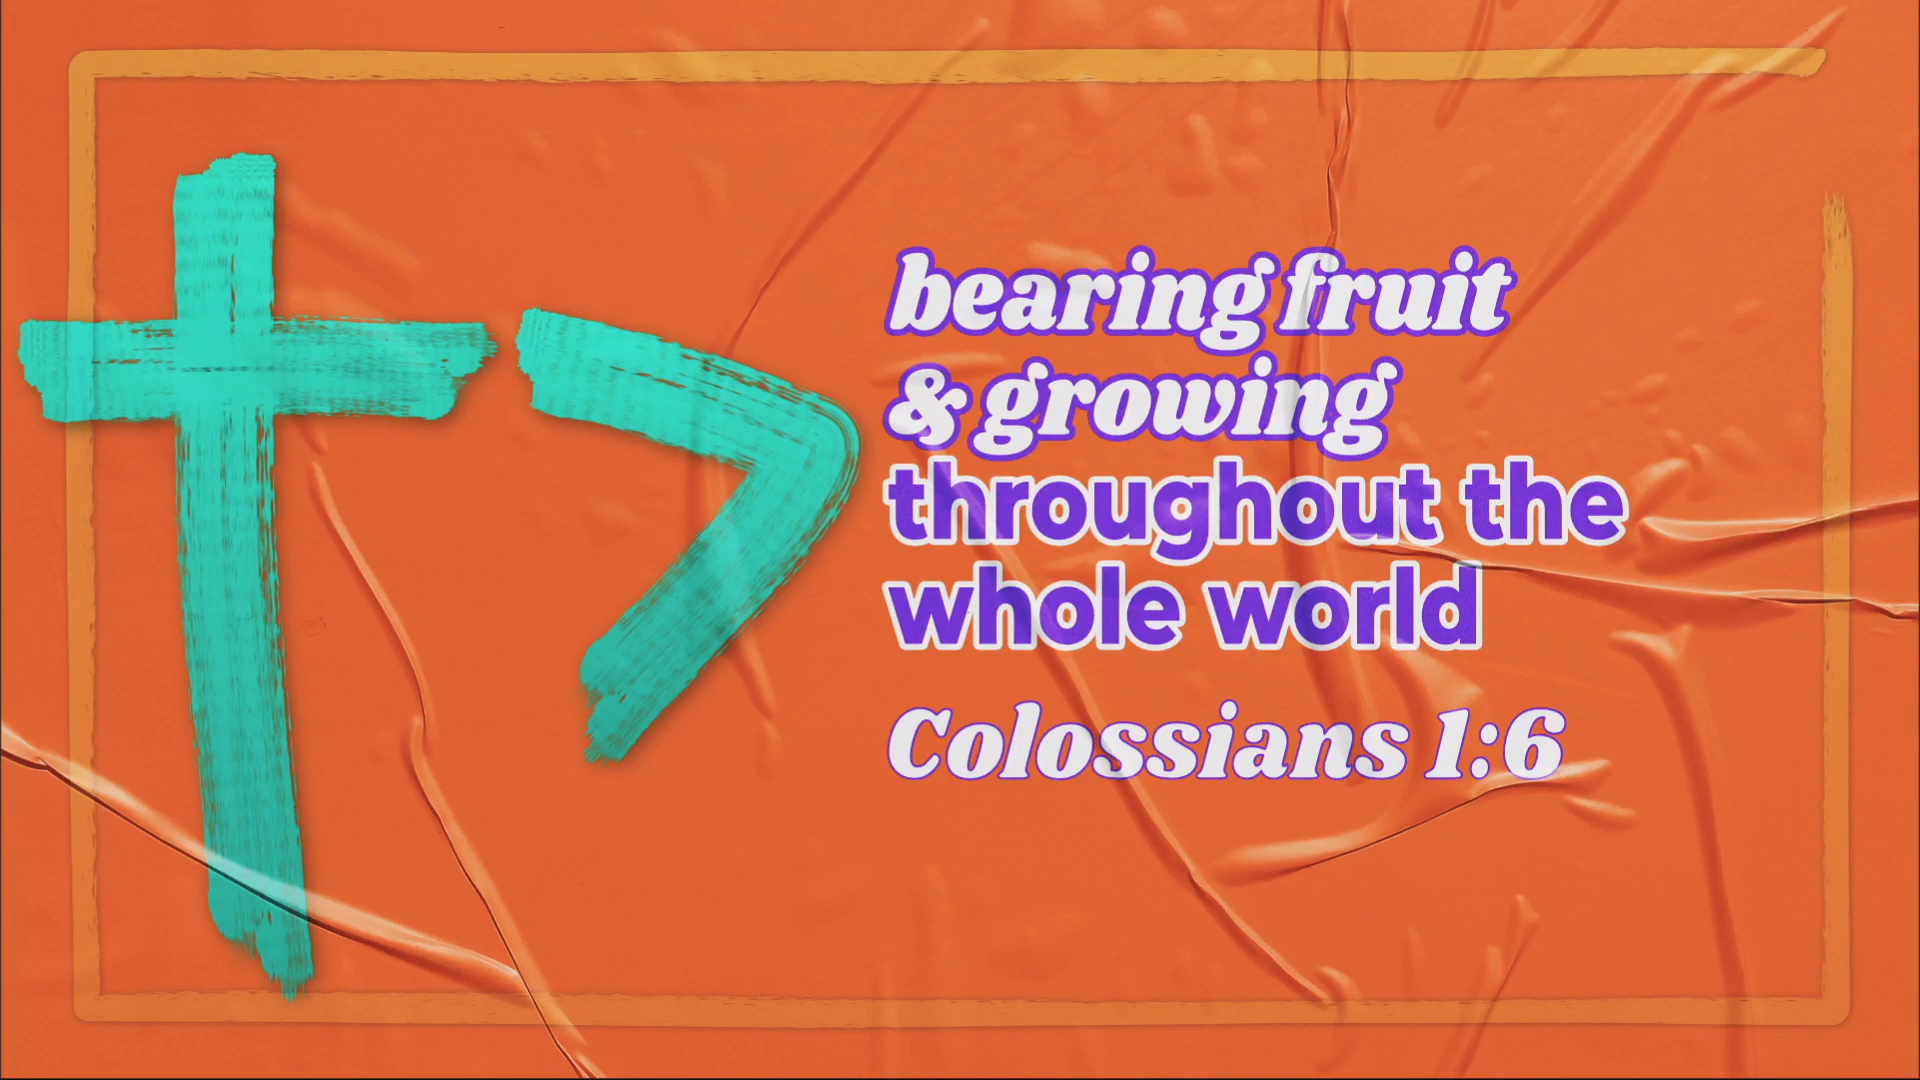 bearing fruit
& growing
throughout the
whole world
Colossians 1:6